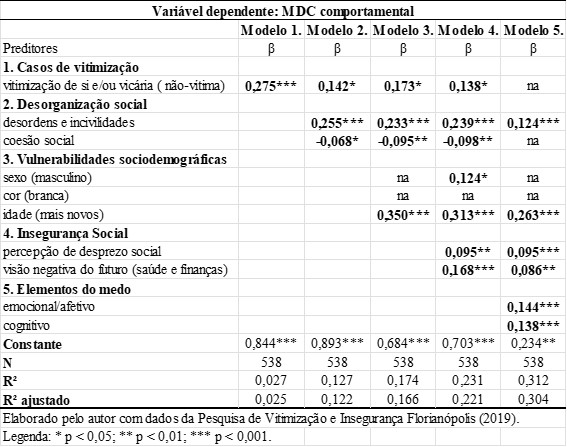 Variável dependente: MDC comportamental
Modelo 1. Modelo 2. Modelo 3. Modelo 4. Modelo 5.
Preditores β β β β β
1. Casos de vitimização
vitimização de si e/ou vicária ( não-vitima) 0,275*** 0,142* 0,173* 0,138* na
2. Desorganização social
desordens e incivilidades 0,255*** 0,233*** 0,239*** 0,124***
coesão social -0,068* -0,095** -0,098** na
3. Vulnerabilidades sociodemográficas
sexo (masculino) na 0,124* na
cor (branca) na na na
idade (mais novos) 0,350*** 0,313*** 0,263***
4. Insegurança Social
percepção de desprezo social 0,095** 0,095***
visão negativa do futuro (saúde e finanças) 0,168*** 0,086**
5. Elementos do medo
emocional/afetivo 0,144***
cognitivo 0,138***
Constante 0,844*** 0,893*** 0,684*** 0,703*** 0,234**
N 538 538 538 538 538
R² 0,027 0,127 0,174 0,231 0,312
R² ajustado 0,025 0,122 0,166 0,221 0,304
Elaborado pelo autor com dados da Pesquisa de Vitimização e Insegurança Florianópolis (2019).
Legenda: * p < 0,05; ** p < 0,01; *** p < 0,001.